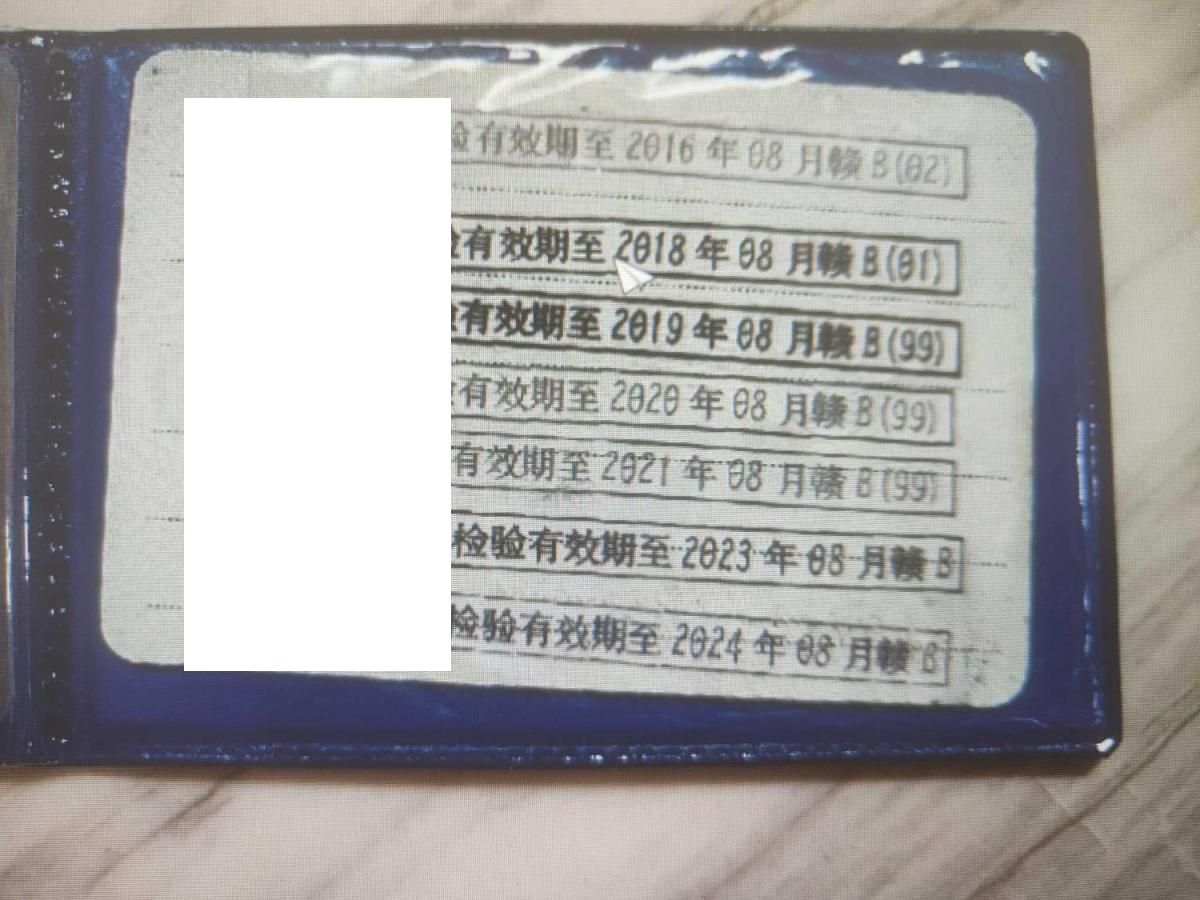 验有效期至 2016 年 08 月赣 B(02)
有效期至 2018 年 08 月赣 B(01)
有效期至 2019 年 08 月赣 B(99)
有效期至 2020 年 08 月赣 B(99)
有效期至 2021 年 08 月赣 B(99)
检验有效期至 2023 年 08 月赣 B
检验有效期至 2024 年 08 月赣 B